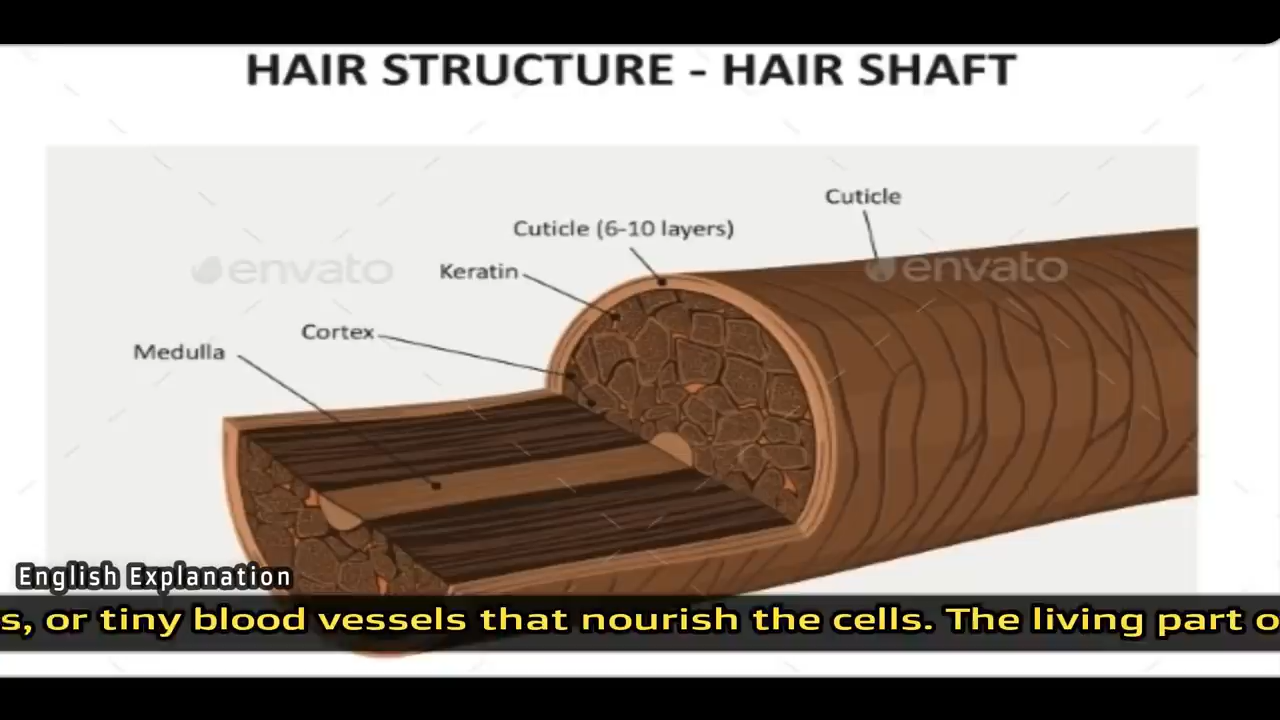 HAIR STRUCTURE - HAIR SHAFT
Cuticle
Cuticle (6-10 layers)
envato
envato
Keratin
Cortex
Medulla
English Explanation
s, or tiny blood vessels that nourish the cells. The living part o